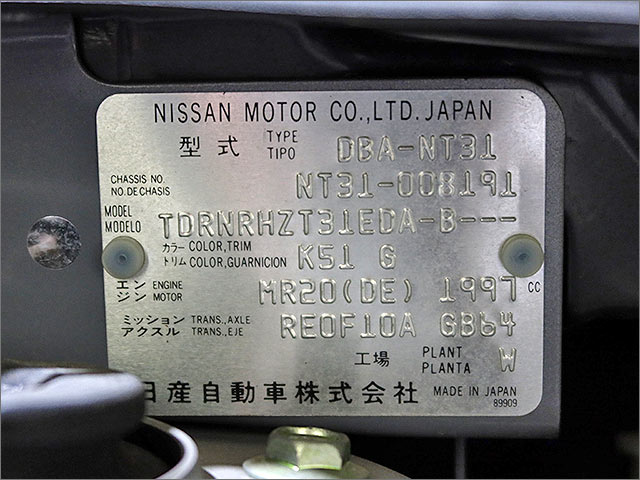 NISSAN MOTOR CO.,LTD. JAPAN
型式 TYPE TIPO DBA-NT31
CHASSIS NO. NO. DE CHASIS NT31-008191
MODEL MODELO TDRNRHZT31EDA-B---
カラー COLOR,TRIM
トリム COLOR,GUARNICION K51 G
エンジン ENGINE MOTOR MR20(DE) 1997 CC
ミッション TRANS.,AXLE
アクスル TRANS.,EJE RE0F10A GB64
工場 PLANT PLANTA W
日産自動車株式会社 MADE IN JAPAN
89909